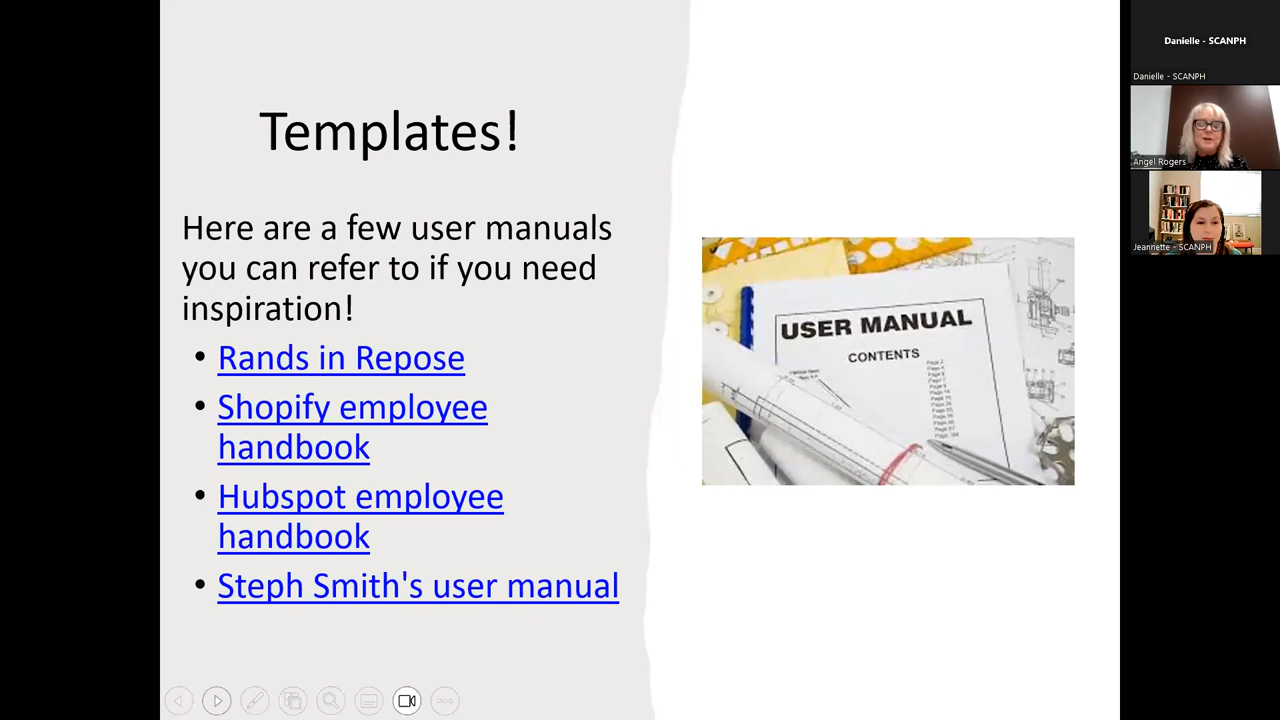 Templates!
Here are a few user manuals
you can refer to if you need
inspiration!
• Rands in Repose
• Shopify employee
handbook
• Hubspot employee
handbook
• Steph Smith's user manual
USER MANUAL
CONTENTS
Danielle - SCANPH
Danielle - SCANPH
Angel Rogers
Jeannette - SCANPH